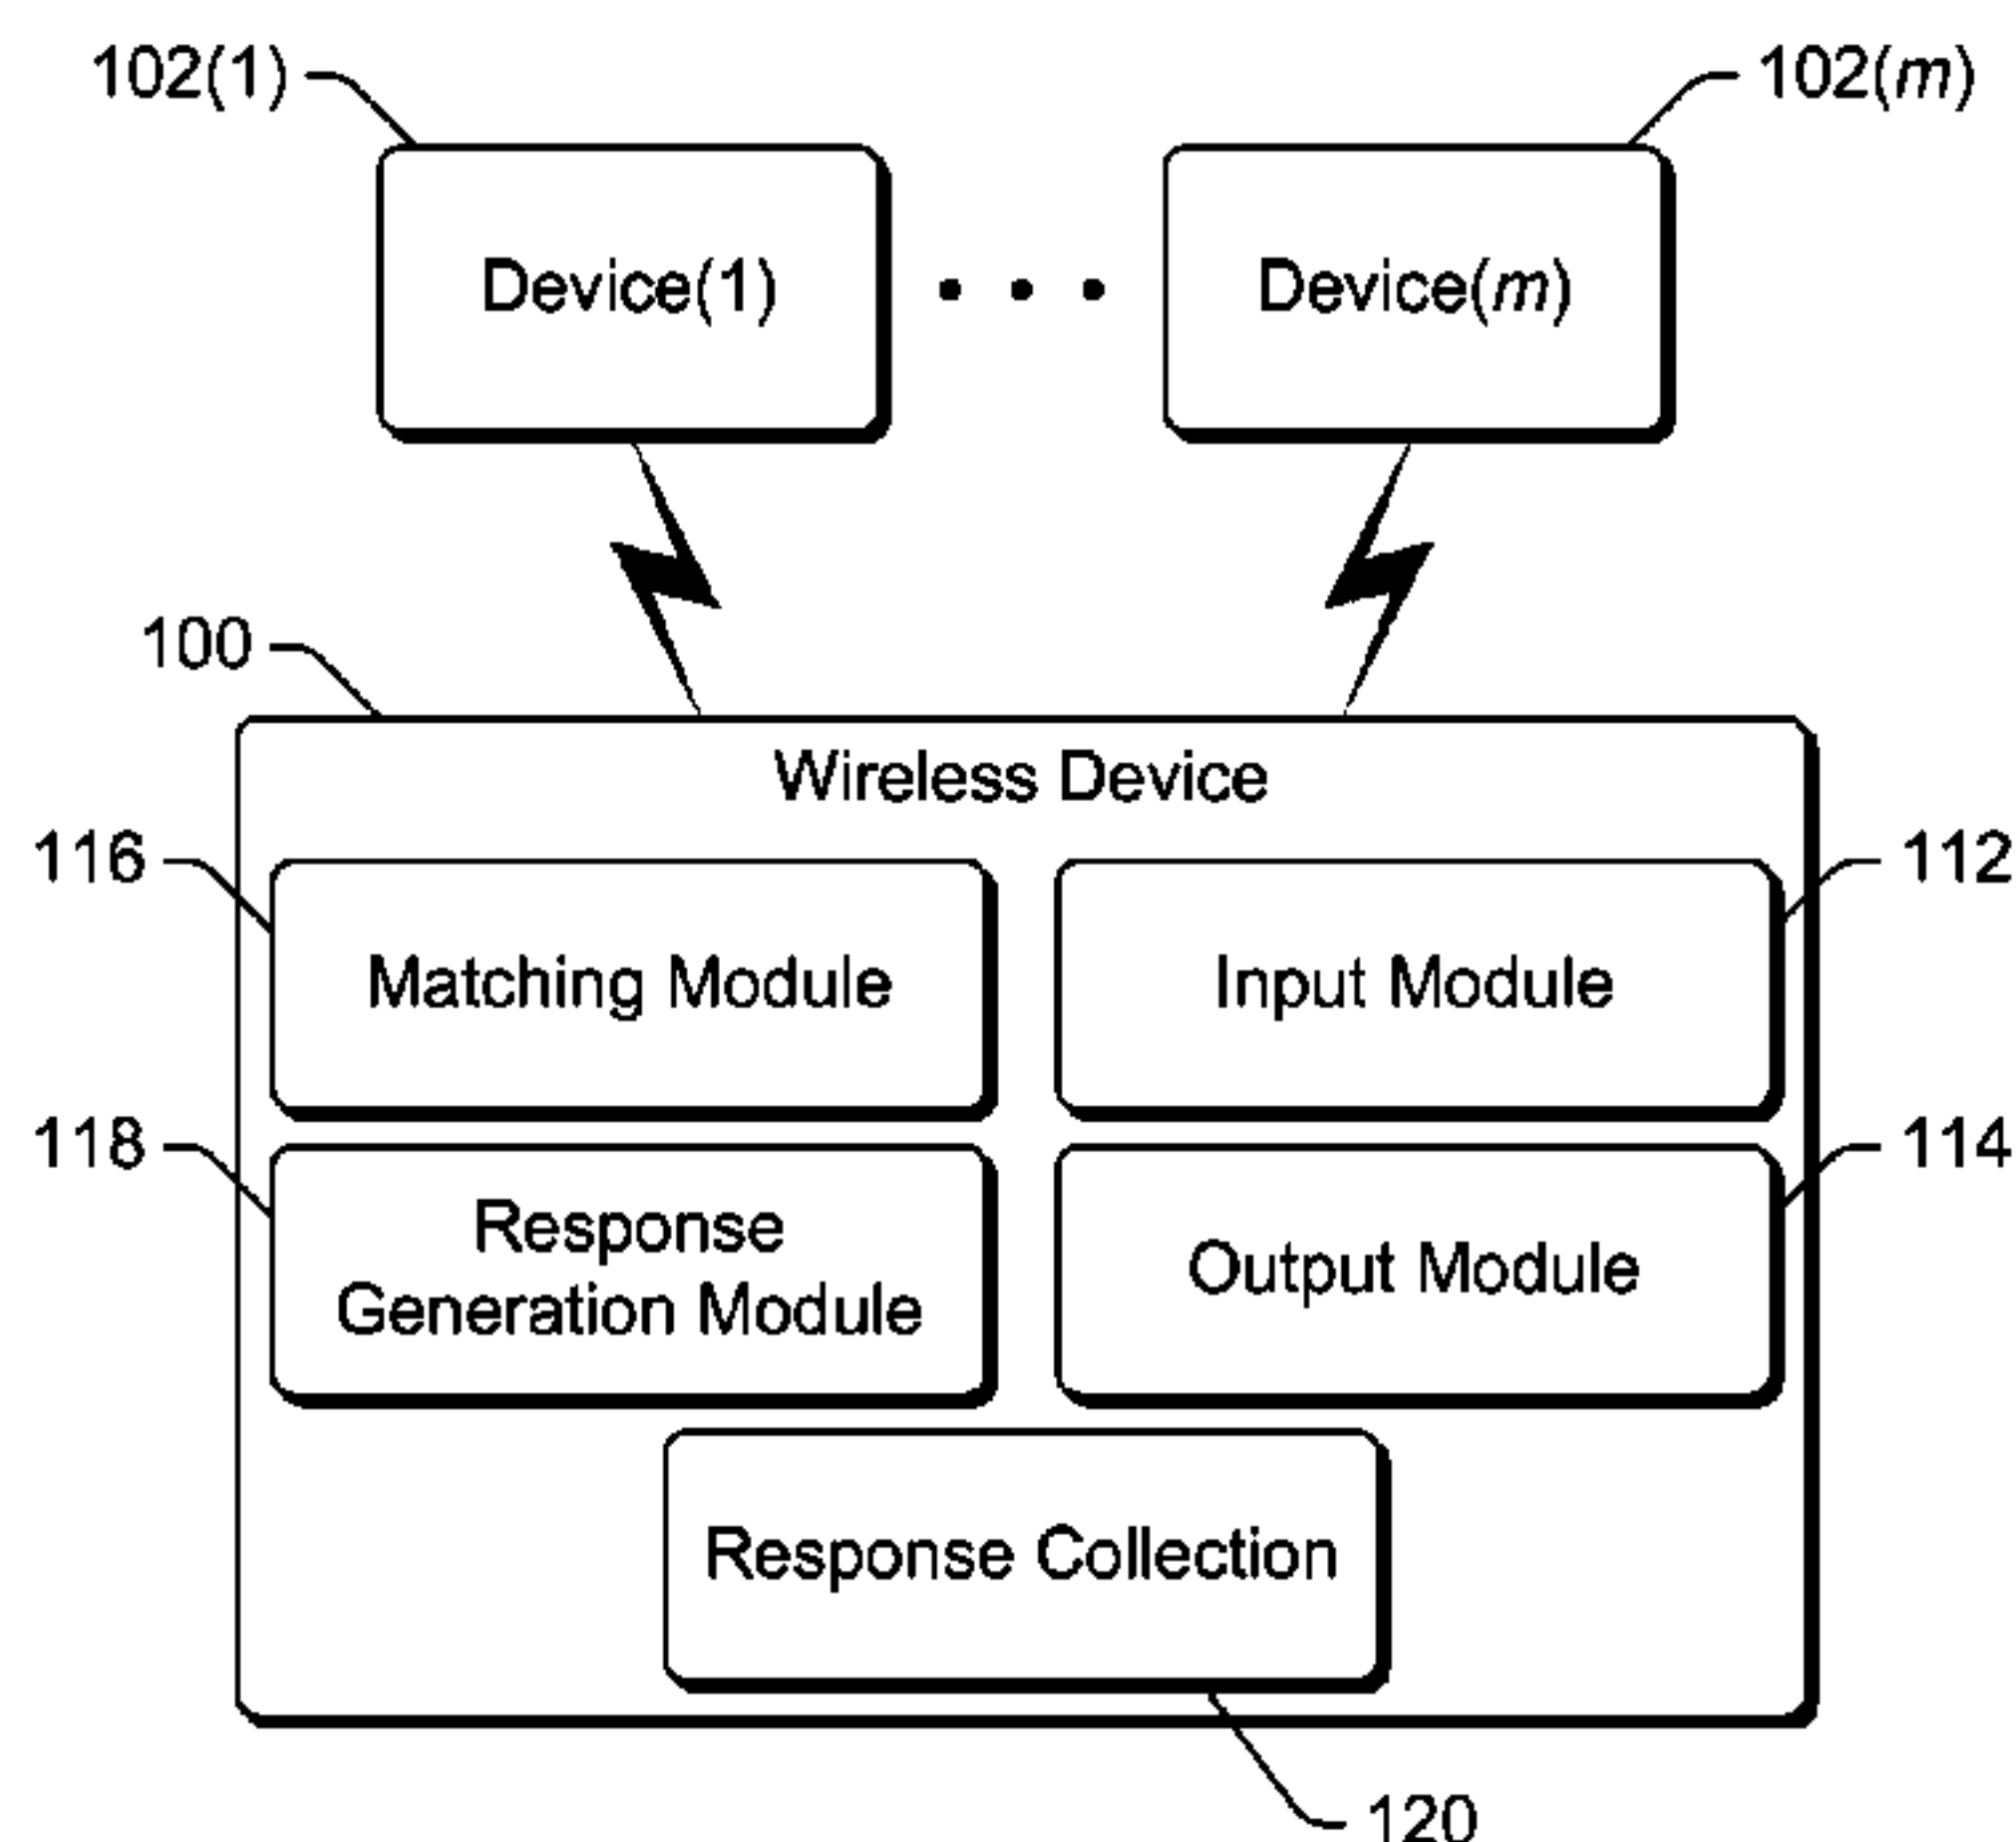 102(1)
102(m)
Device(1)
Device(m)
100
Wireless Device
116
112
Matching Module
Input Module
118
114
Response
Generation Module
Output Module
Response Collection
120